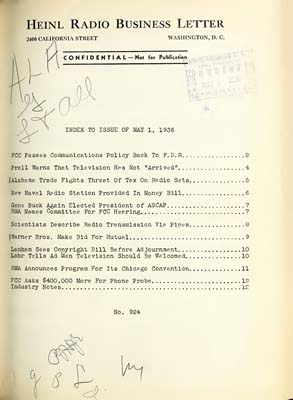 HEINL RADIO BUSINESS LETTER
2400 CALIFORNIA STREET WASHINGTON, D. C.
CONFIDENTIAL—Not for Publication
INDEX TO ISSUE OF MAY 1, 1936
FCC Passes Communications Policy Back To F.D.R..............2
Prall Warns That Television Has Not "Arrived"................4
Alabama Trade Fights Threat Of Tax On Radio Sets.............5
New Naval Radio Station Provided In Money Bill...............6
Gene Buck Again Elected President of ASCAP...................7
RMA Names Committee For FCC Hearing..........................7
Scientists Describe Radio Transmission Via Pipes.............8
Warner Bros. Make Bid For Mutual.............................9
Lanham Sees Copyright Bill Before Adjournment...............10
Lohr Tells Ad Men Television Should Be Welcomed.............10
RMA Announces Program For Its Chicago Convention............11
FCC Asks $400,000 More For Phone Probe......................12
Industry Notes..............................................12
No. 924